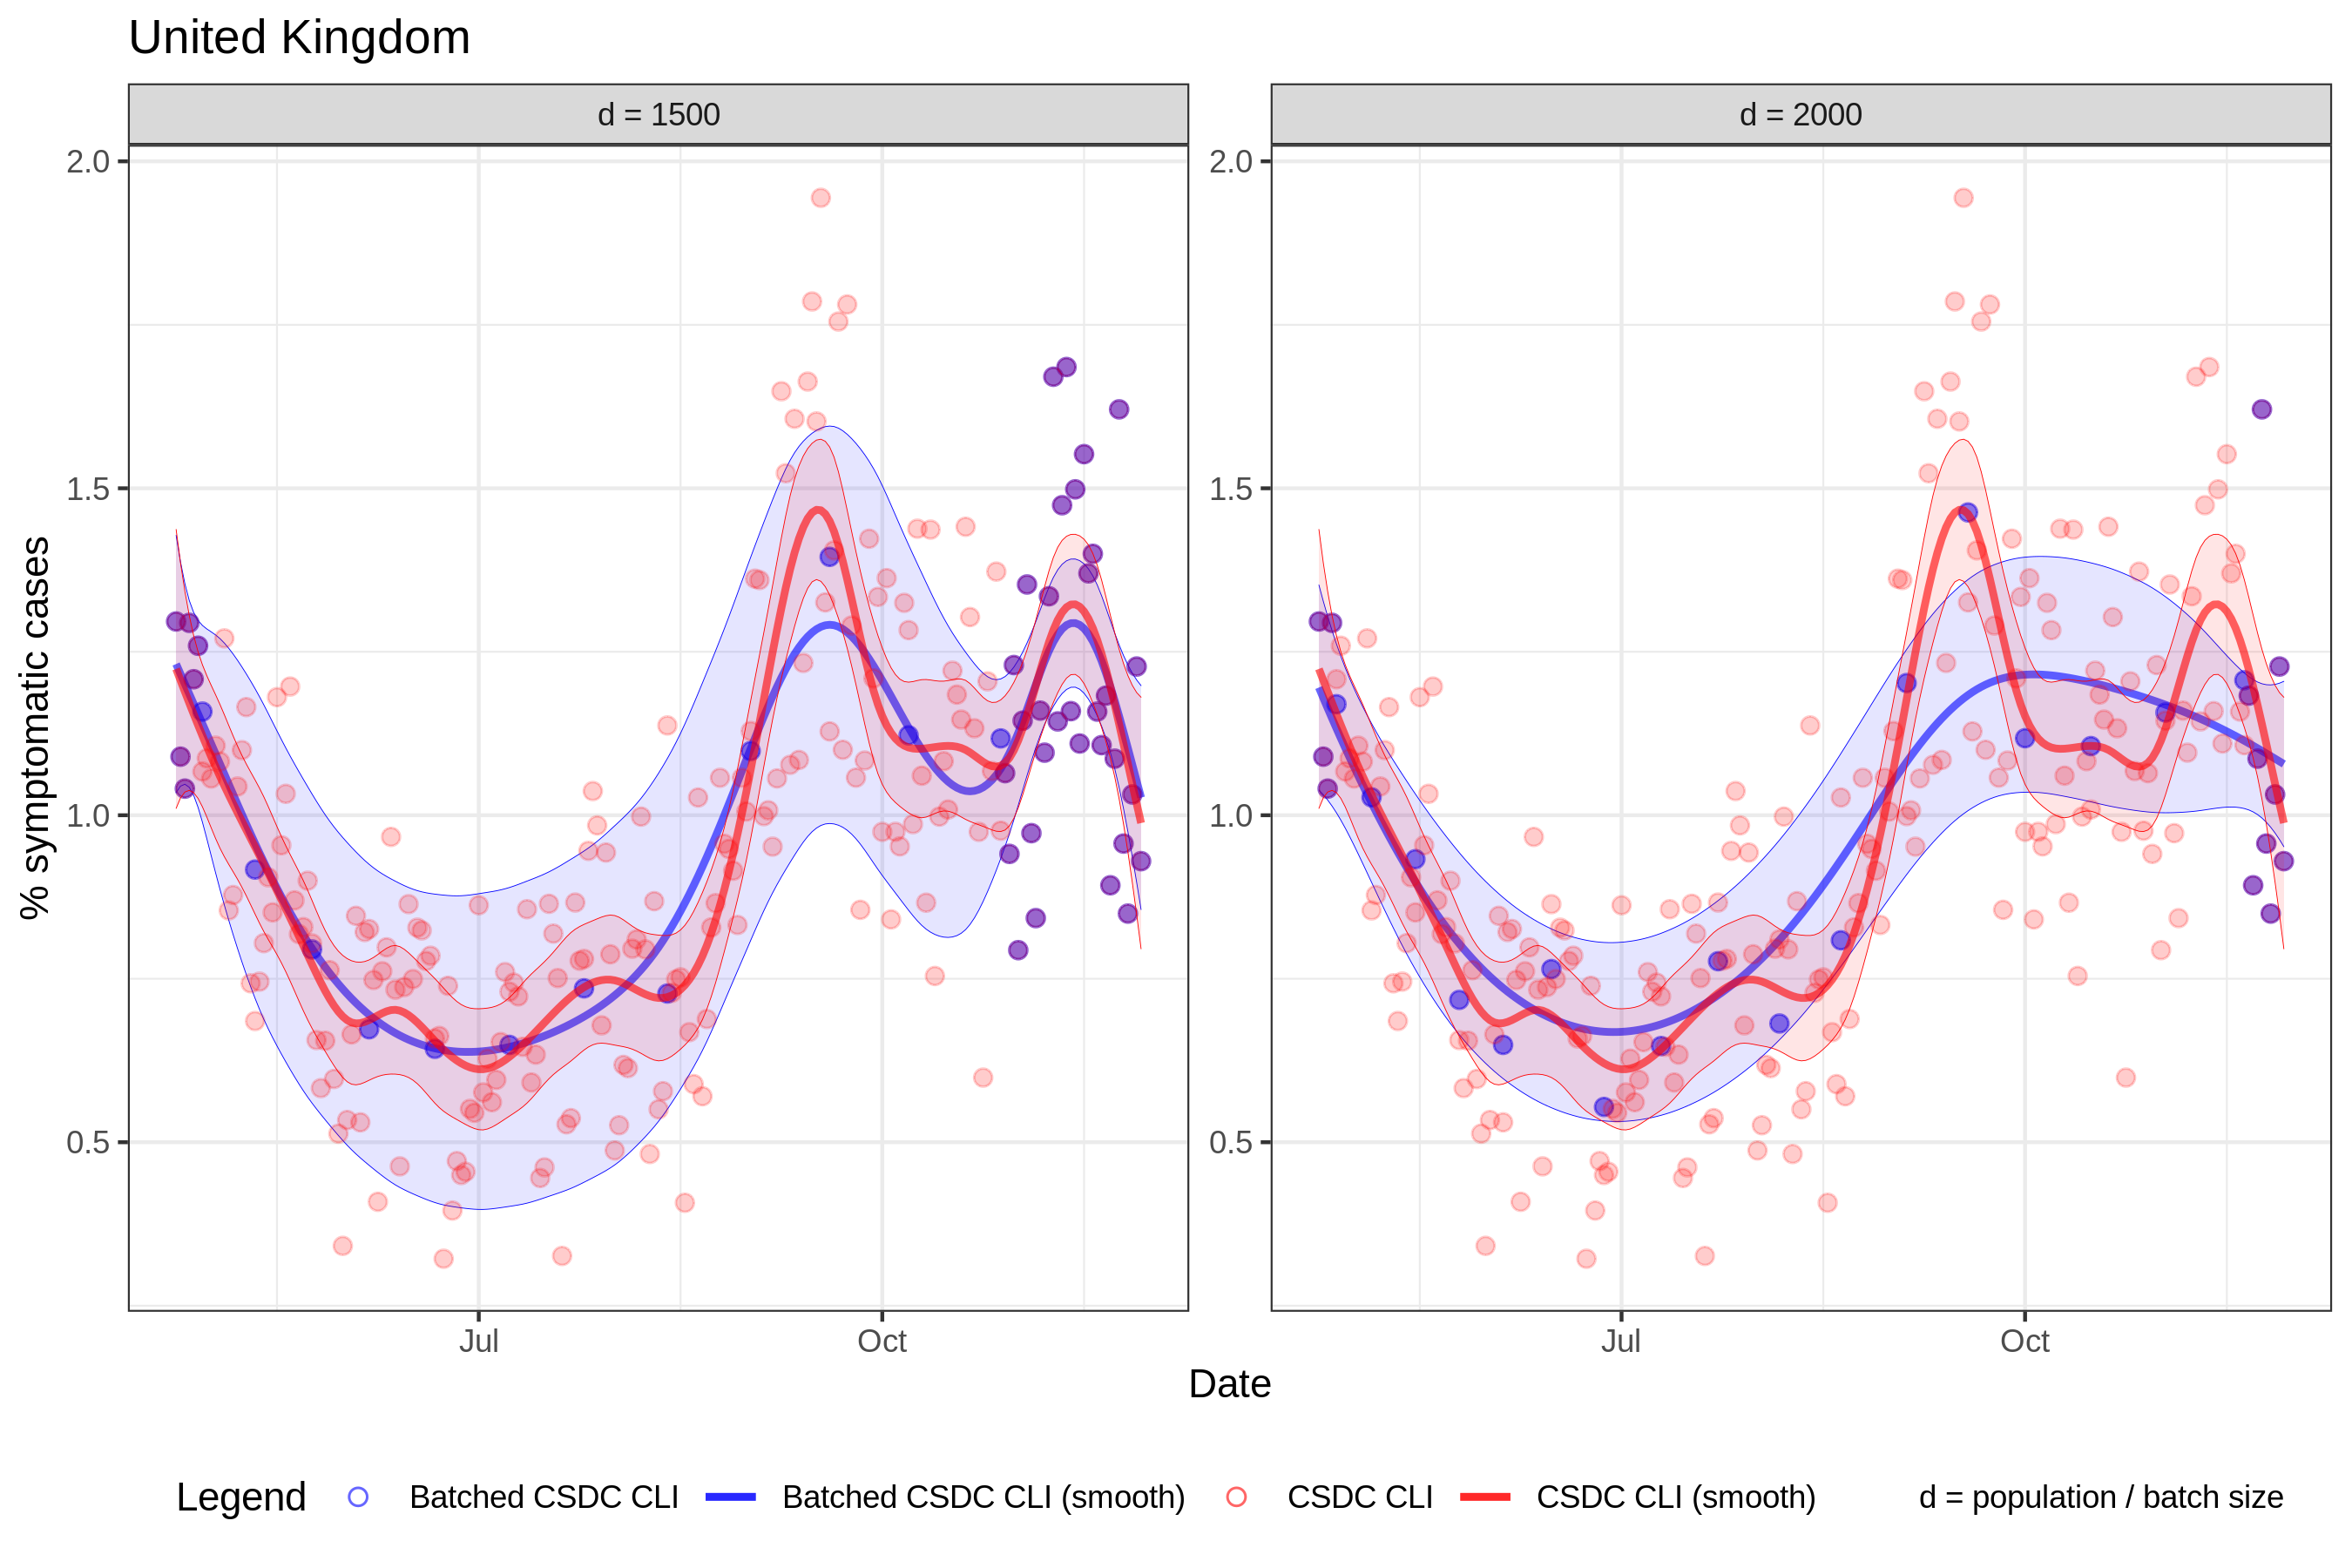 United Kingdom
d = 1500
d = 2000
2.0
1.5
1.0
0.5
2.0
1.5
1.0
0.5
% symptomatic cases
Jul
Oct
Jul
Oct
Date
Legend
Batched CSDC CLI
Batched CSDC CLI (smooth)
CSDC CLI
CSDC CLI (smooth)
d = population / batch size